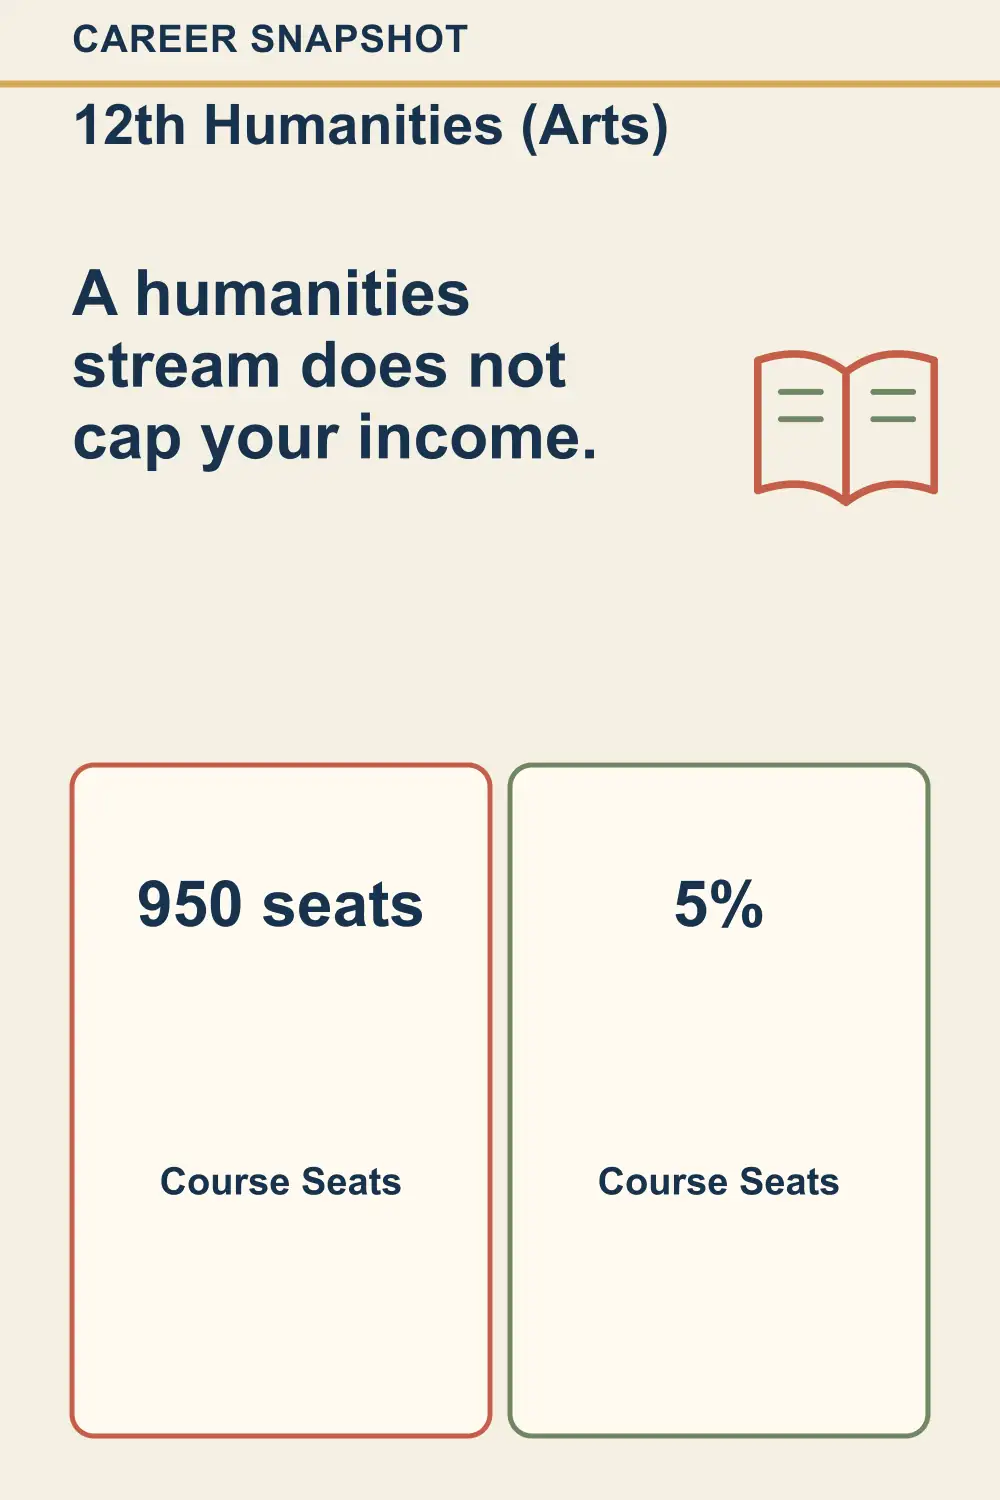 CAREER SNAPSHOT
12th Humanities (Arts)
A humanities
stream does not
cap your income.
950 seats
Course Seats
5%
Course Seats